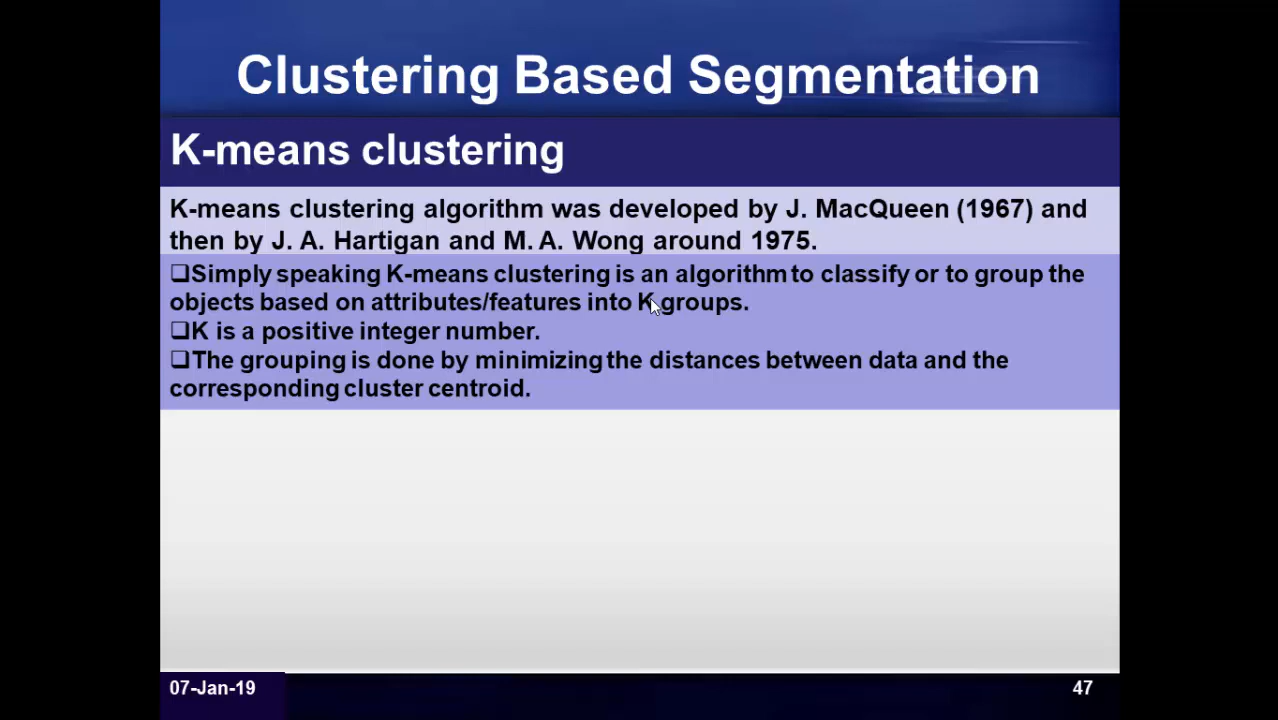 Clustering Based Segmentation
K-means clustering
K-means clustering algorithm was developed by J. MacQueen (1967) and
then by J. A. Hartigan and M. A. Wong around 1975.
❑Simply speaking K-means clustering is an algorithm to classify or to group the
objects based on attributes/features into K groups.
❑K is a positive integer number.
❑The grouping is done by minimizing the distances between data and the
corresponding cluster centroid.
07-Jan-19
47